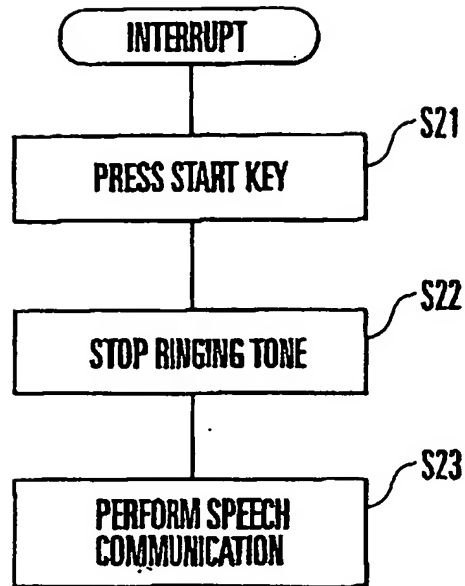 INTERRUPT
S21
PRESS START KEY
S22
STOP RINGING TONE
S23
PERFORM SPEECH
COMMUNICATION